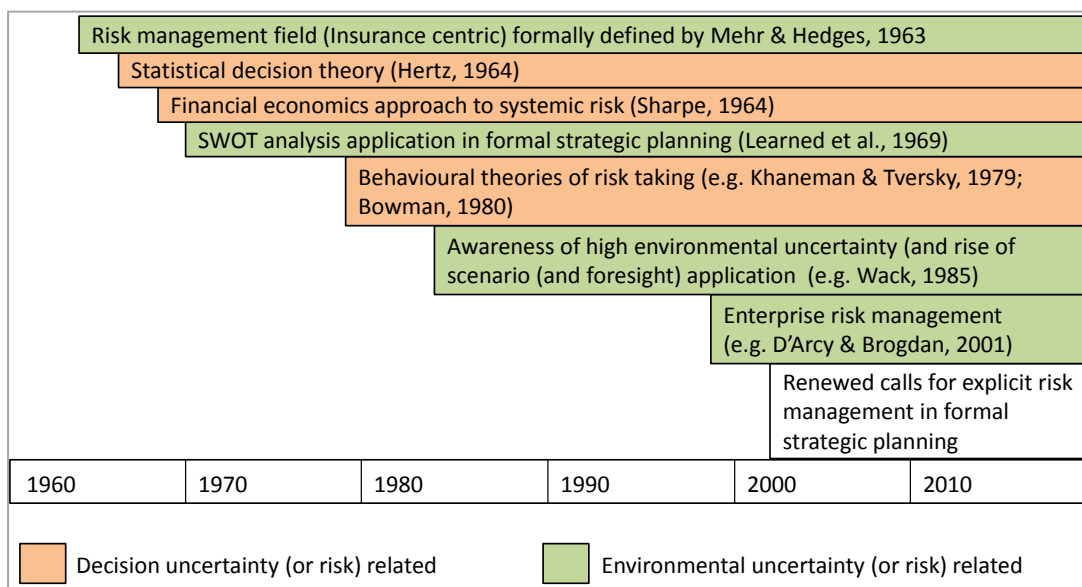 Risk management field (Insurance centric) formally defined by Mehr & Hedges, 1963
Statistical decision theory (Hertz, 1964)
Financial economics approach to systemic risk (Sharpe, 1964)
SWOT analysis application in formal strategic planning (Learned et al., 1969)
Behavioural theories of risk taking (e.g. Khaneman & Tversky, 1979;
Bowman, 1980)
Awareness of high environmental uncertainty (and rise of
scenario (and foresight) application (e.g. Wack, 1985)
Enterprise risk management
(e.g. D’Arcy & Brogdan, 2001)
Renewed calls for explicit risk
management in formal
strategic planning
1960 1970 1980 1990 2000 2010
Decision uncertainty (or risk) related
Environmental uncertainty (or risk) related